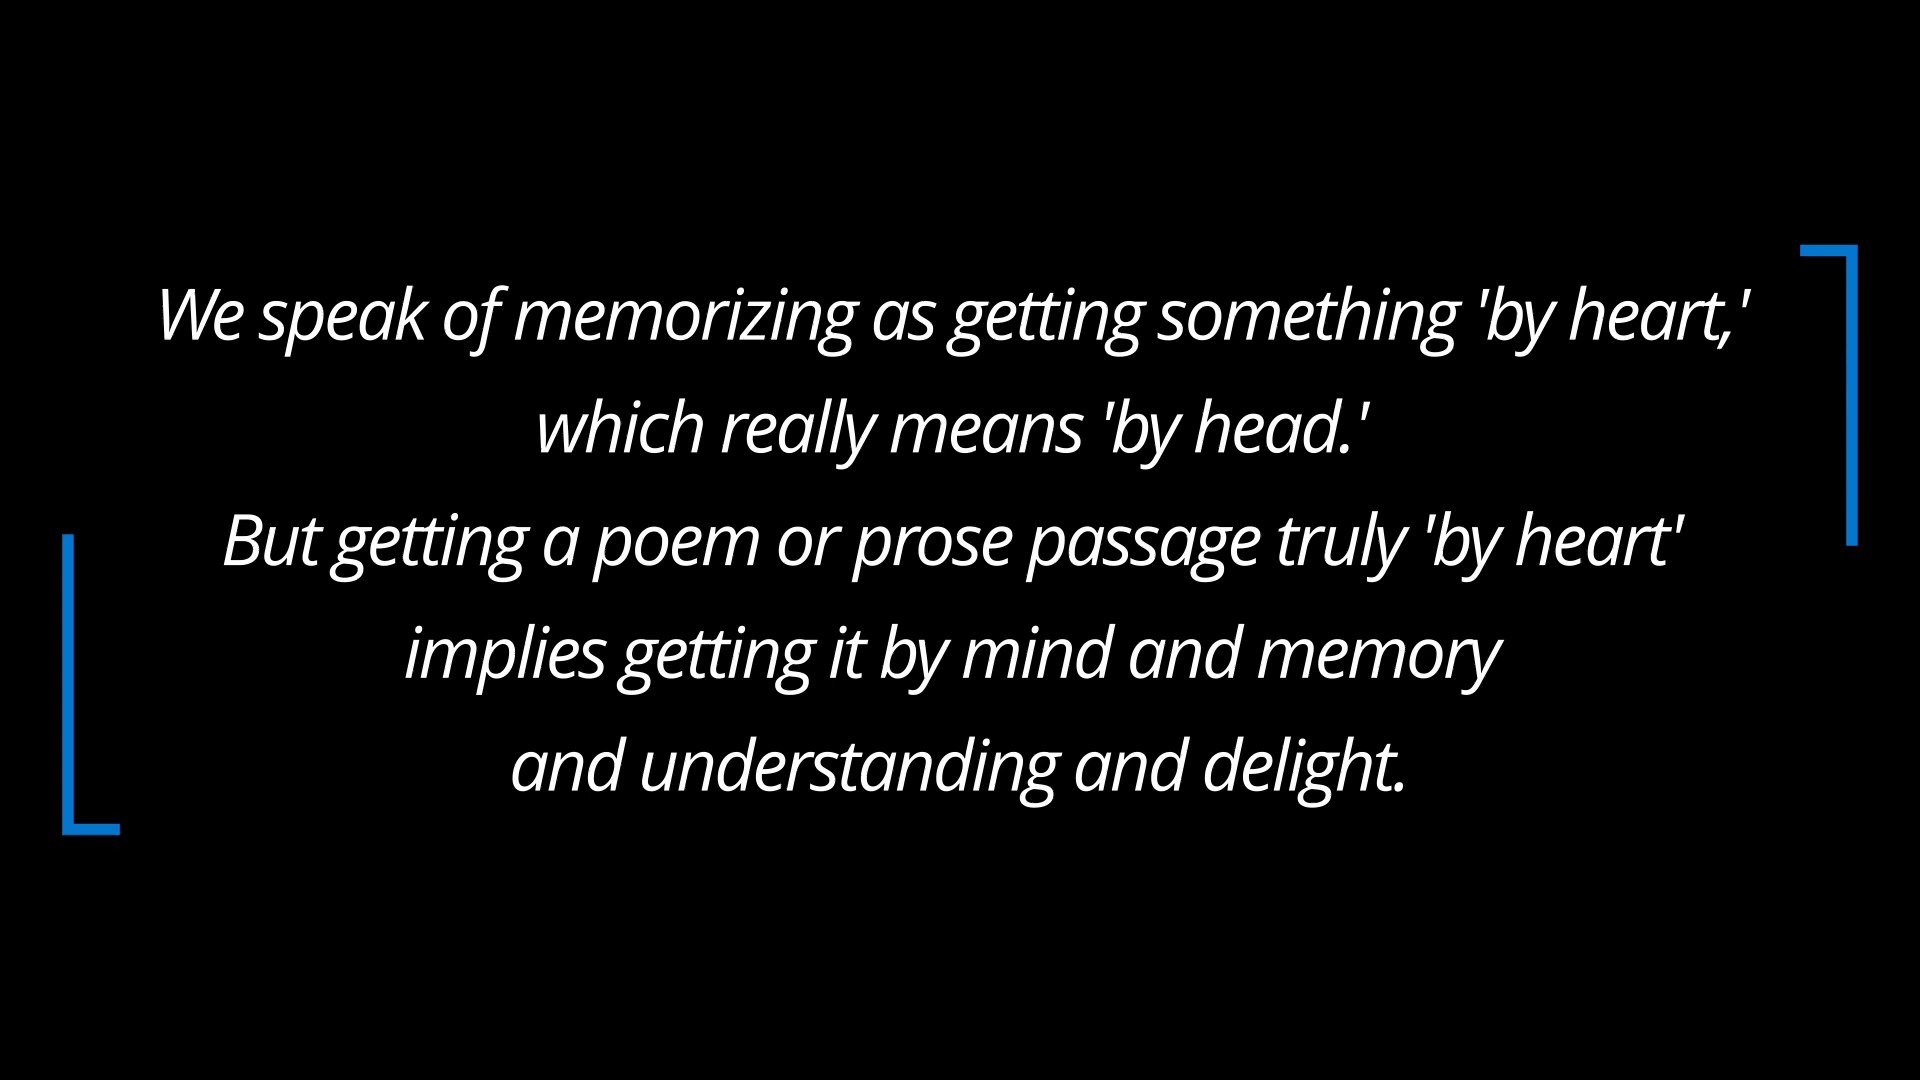 We speak of memorizing as getting something 'by heart,'
which really means 'by head.'
But getting a poem or prose passage truly 'by heart'
implies getting it by mind and memory
and understanding and delight.